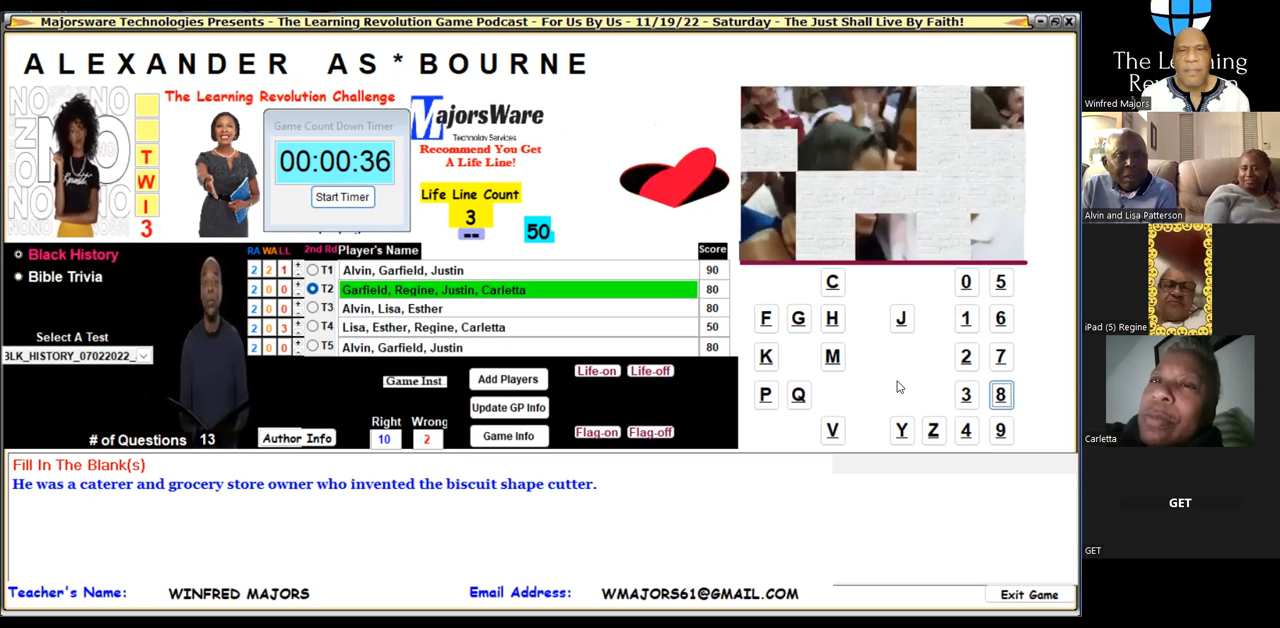 Majorsware Technologies Presents - The Learning Revolution Game Podcast - For Us By Us - 11/19/22 - Saturday - The Just Shall Live By Faith!
ALEXANDER AS*BOURNE
The Learning Revolution Challenge
NO
T
W
I
3
Game Count Down Timer
00:00:36
Start Timer
MajorsWare
Technology Services
Recommend You Get
A Life Line!
Life Line Count
3
--
50
Black History
Bible Trivia
Select A Test
BLK_HISTORY_07022022_
RA WA LL 2nd Rd Player's Name Score
2 2 1 + - T1 Alvin, Garfield, Justin 90
2 0 0 + - T2 Garfield, Regine, Justin, Carletta 80
2 0 0 + - T3 Alvin, Lisa, Esther 80
2 0 3 + - T4 Lisa, Esther, Regine, Carletta 50
2 0 0 + - T5 Alvin, Garfield, Justin 80
Game Inst
Add Players
Life-on Life-off
Update GP Info
Right Wrong
10 2
Game Info
Flag-on Flag-off
# of Questions 13
Author Info
C 0 5
F G H J 1 6
K M 2 7
P Q 3 8
V Y Z 4 9
Fill In The Blank(s)
He was a caterer and grocery store owner who invented the biscuit shape cutter.
Teacher's Name: WINFRED MAJORS Email Address: WMAJORS61@GMAIL.COM
Exit Game
The Learning
Winfred Majors
Alvin and Lisa Patterson
iPad (5) Regine
Carletta
GET
GET